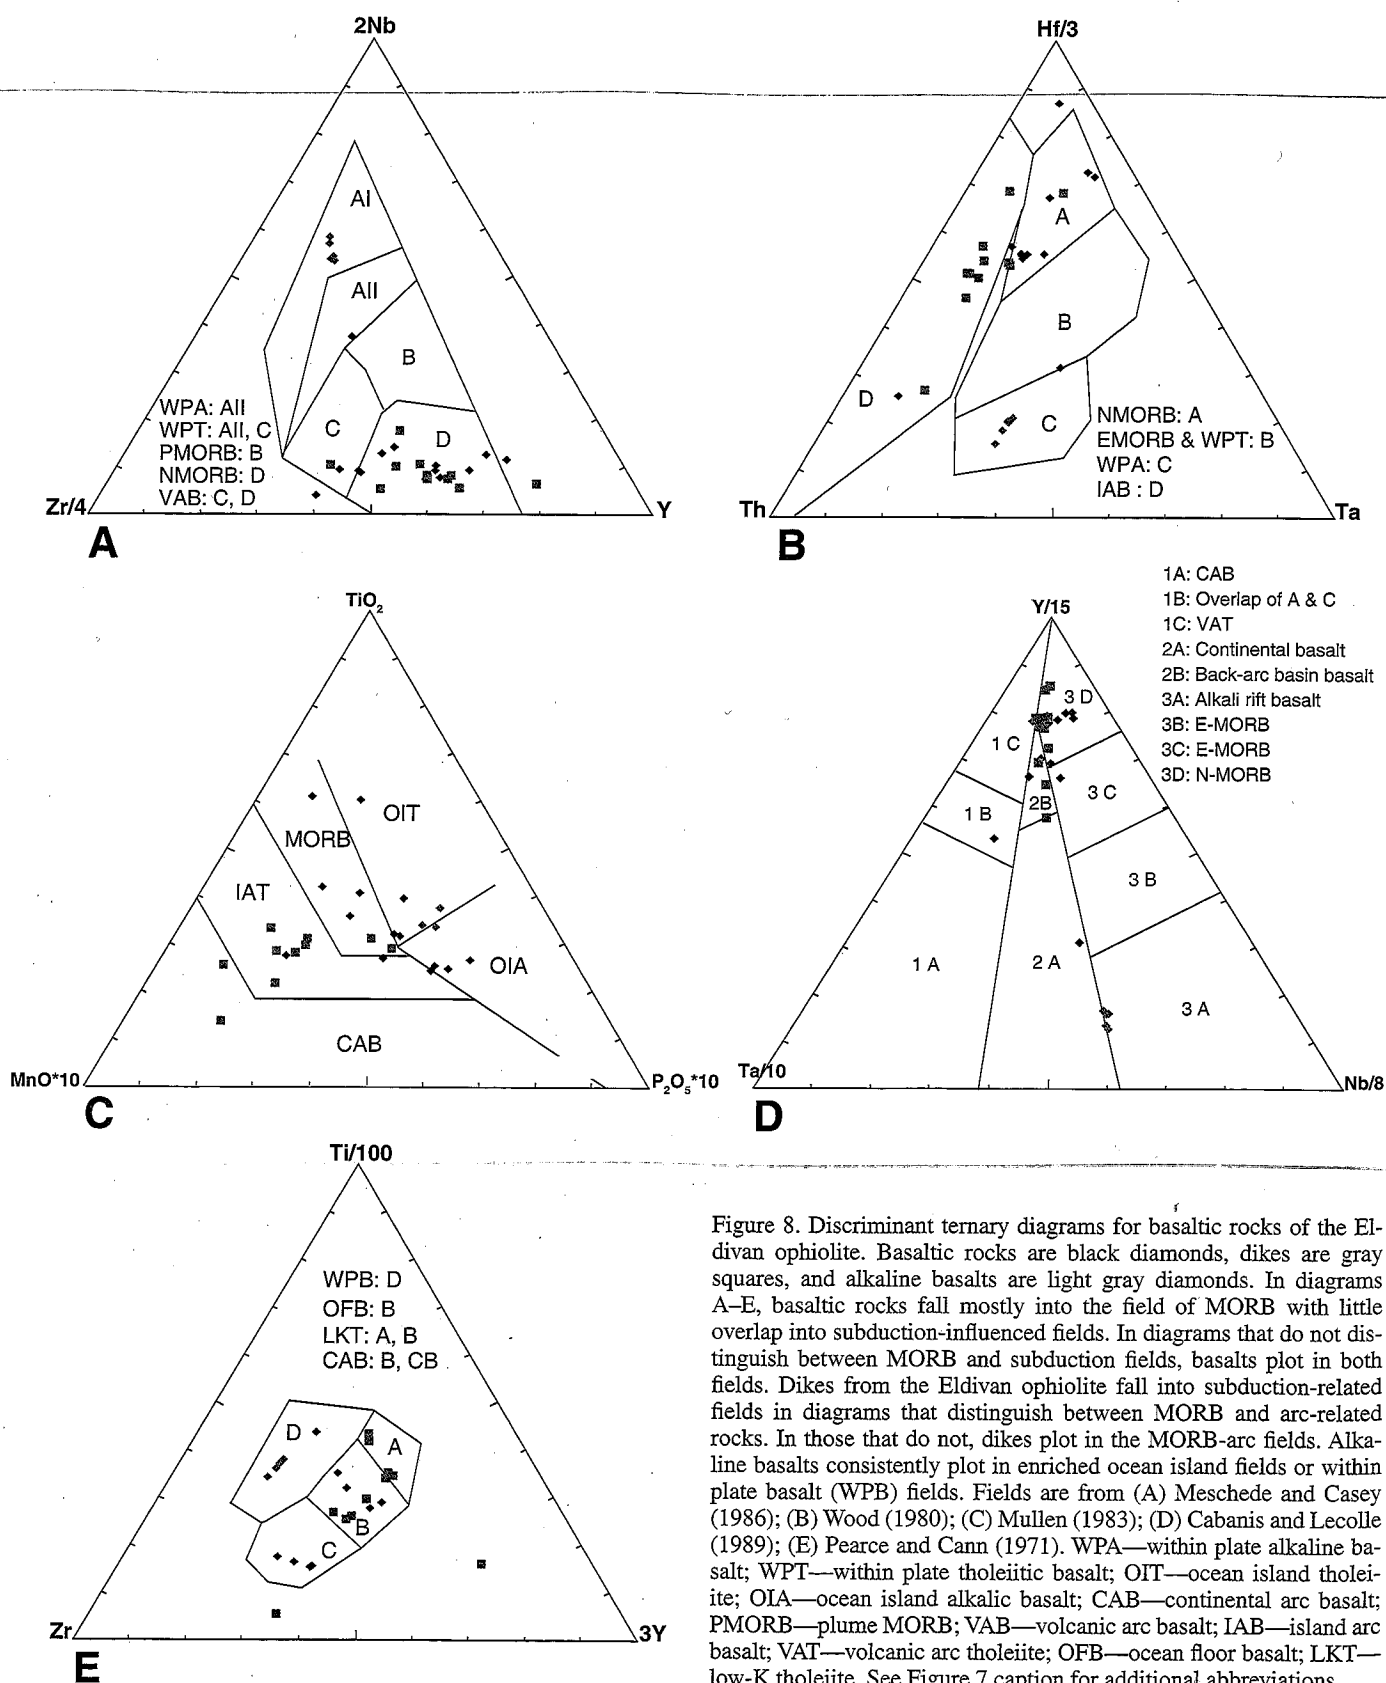 2Nb
AI
AII
B
C
D
WPA: AII
WPT: AII, C
PMORB: B
NMORB: D
VAB: C, D
Zr/4
Y
A
Hf/3
A
B
D
C
NMORB: A
EMORB & WPT: B
WPA: C
IAB : D
Th
Ta
B
TiO₂
OIT
MORB
IAT
OIA
CAB
MnO*10
P₂O₅*10
C
1A: CAB
1B: Overlap of A & C
1C: VAT
2A: Continental basalt
2B: Back-arc basin basalt
3A: Alkali rift basalt
3B: E-MORB
3C: E-MORB
3D: N-MORB
Y/15
3 D
1 C
2B
3 C
1 B
3 B
1 A
2 A
3 A
Ta/10
Nb/8
D
Ti/100
WPB: D
OFB: B
LKT: A, B
CAB: B, CB
D
A
B
C
Zr
3Y
E
Figure 8. Discriminant ternary diagrams for basaltic rocks of the El-
divan ophiolite. Basaltic rocks are black diamonds, dikes are gray
squares, and alkaline basalts are light gray diamonds. In diagrams
A–E, basaltic rocks fall mostly into the field of MORB with little
overlap into subduction-influenced fields. In diagrams that do not dis-
tinguish between MORB and subduction fields, basalts plot in both
fields. Dikes from the Eldivan ophiolite fall into subduction-related
fields in diagrams that distinguish between MORB and arc-related
rocks. In those that do not, dikes plot in the MORB-arc fields. Alka-
line basalts consistently plot in enriched ocean island fields or within
plate basalt (WPB) fields. Fields are from (A) Meschede and Casey
(1986); (B) Wood (1980); (C) Mullen (1983); (D) Cabanis and Lecolle
(1989); (E) Pearce and Cann (1971). WPA—within plate alkaline ba-
salt; WPT—within plate tholeiitic basalt; OIT—ocean island tholei-
ite; OIA—ocean island alkalic basalt; CAB—continental arc basalt;
PMORB—plume MORB; VAB—volcanic arc basalt; IAB—island arc
basalt; VAT—volcanic arc tholeiite; OFB—ocean floor basalt; LKT—
low-K tholeiite. See Figure 7 caption for additional abbreviations.